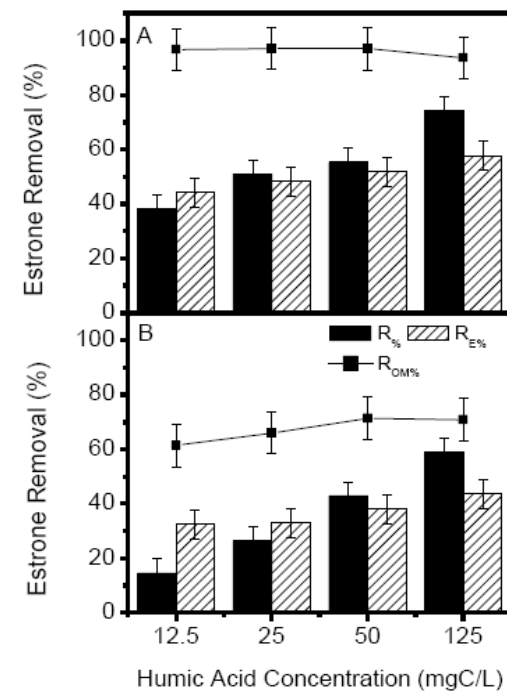 A
100
80
60
40
20
0
Estrone Removal (%)
B
R% RE%
ROM%
100
80
60
40
20
0
Estrone Removal (%)
12.5 25 50 125
Humic Acid Concentration (mgC/L)